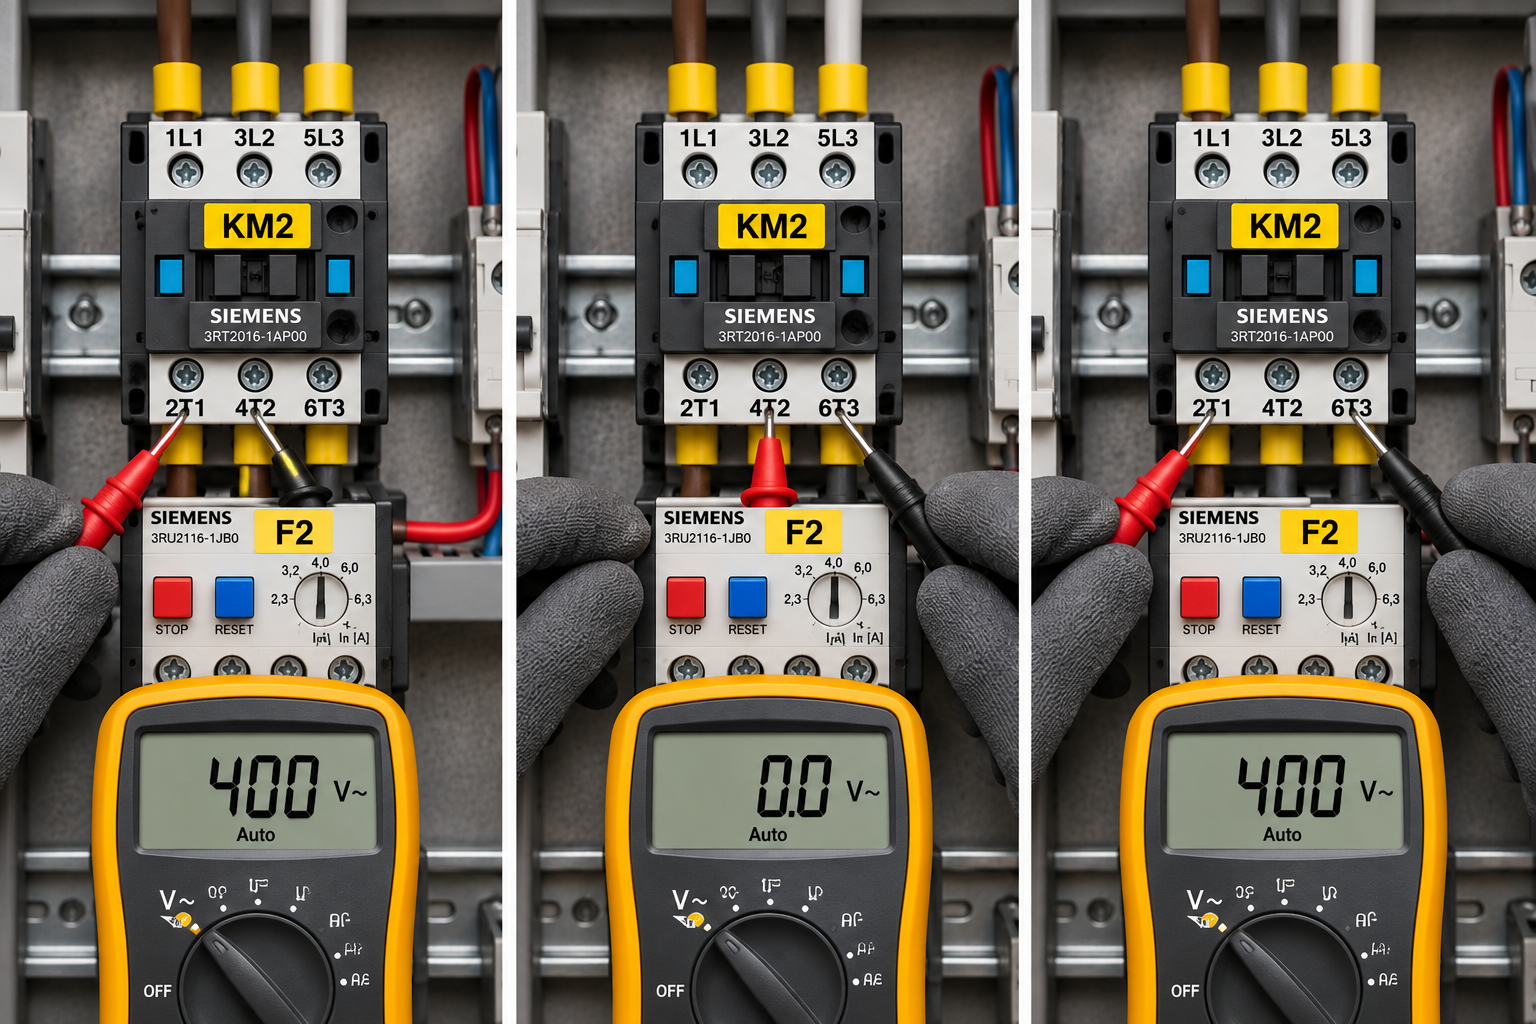 1L1 3L2 5L3
KM2
SIEMENS
3RT2016-1AP00
2T1 4T2 6T3
SIEMENS
3RU2116-1JB0
F2
3,2 4,0 6,0
2,3 6,3
STOP RESET
In [A]
400 V~
Auto
V~
OFF
1L1 3L2 5L3
KM2
SIEMENS
3RT2016-1AP00
2T1 4T2 6T3
SIEMENS
3RU2116-1JB0
F2
3,2 4,0 6,0
2,3 6,3
STOP RESET
In [A]
0.0 V~
Auto
V~
OFF
1L1 3L2 5L3
KM2
SIEMENS
3RT2016-1AP00
2T1 4T2 6T3
SIEMENS
3RU2116-1JB0
F2
3,2 4,0 6,0
2,3 6,3
STOP RESET
In [A]
400 V~
Auto
V~
OFF